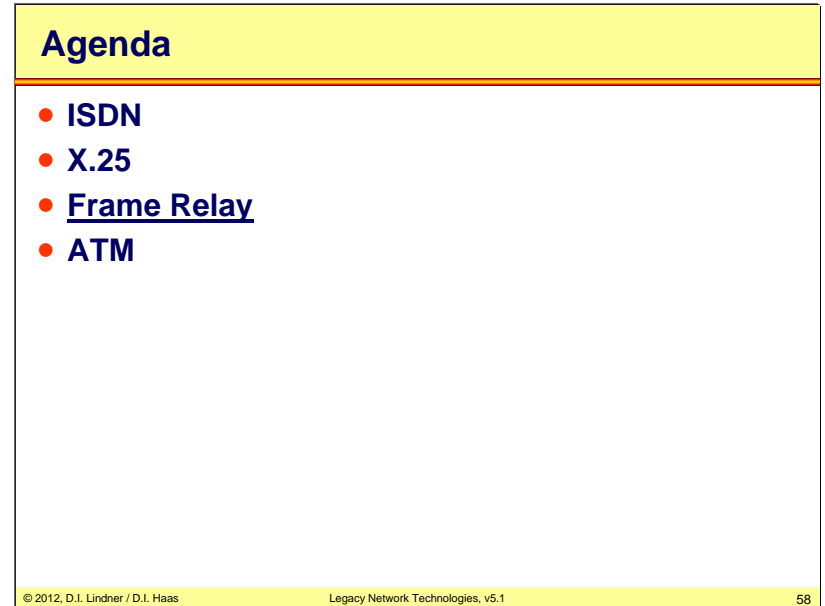 Agenda
• ISDN
• X.25
• Frame Relay
• ATM
© 2012, D.I. Lindner / D.I. Haas Legacy Network Technologies, v5.1 58